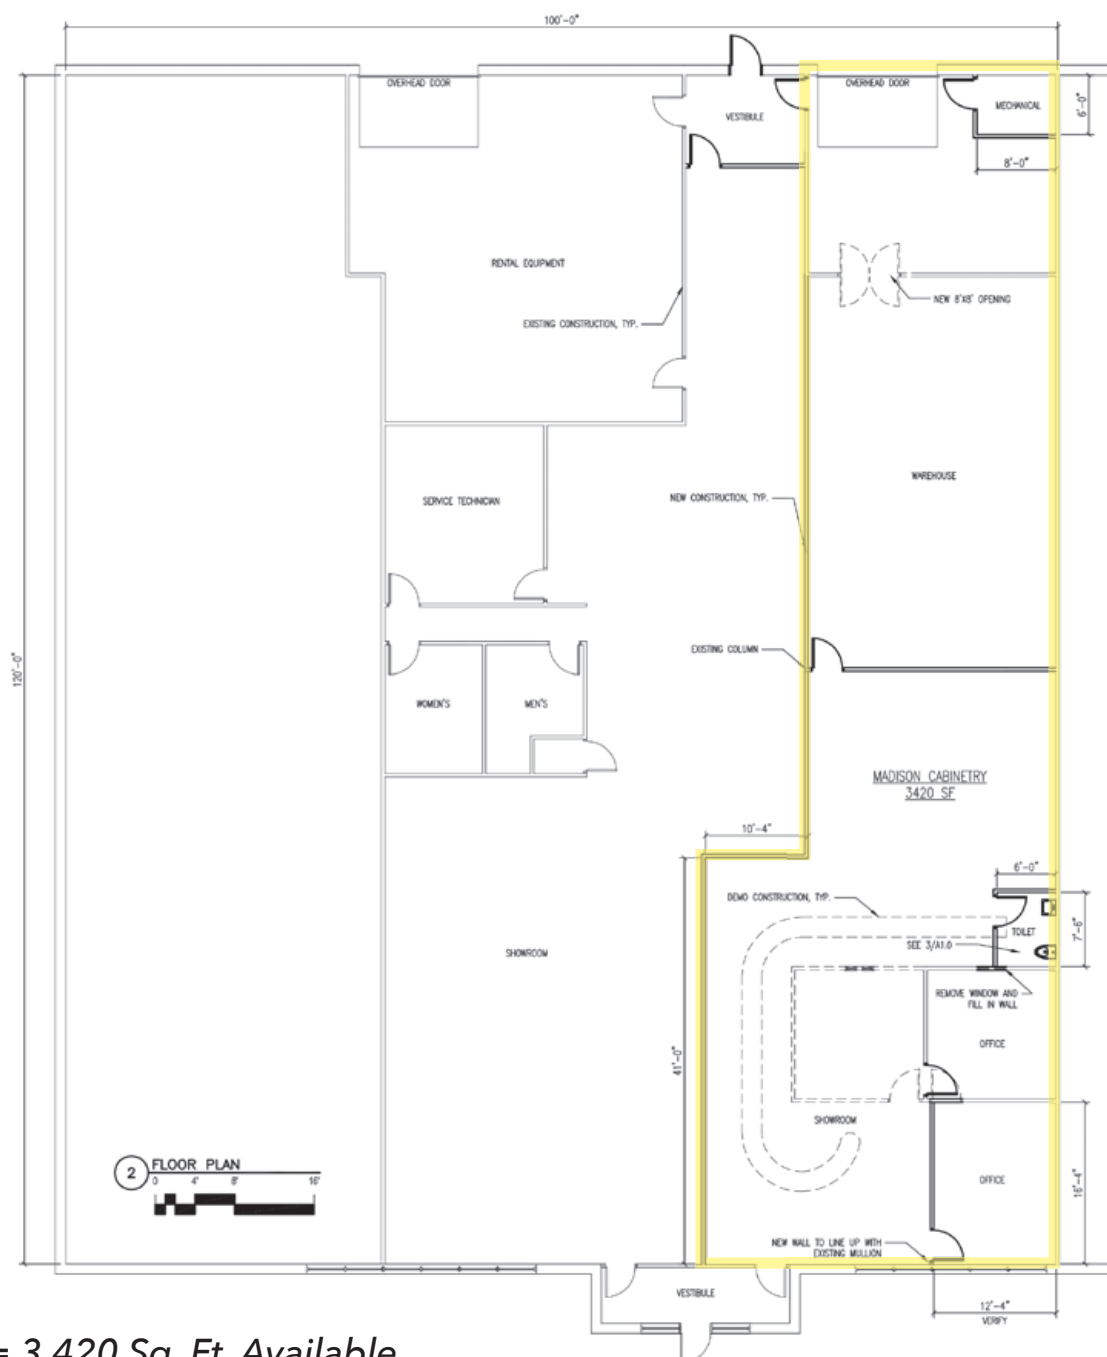 100'-0"
OVERHEAD DOOR
OVERHEAD DOOR
MECHANICAL
6'-0"
VESTIBULE
8'-0"
RENTAL EQUIPMENT
NEW 8'X8' OPENING
EXISTING CONSTRUCTION, TYP.
WAREHOUSE
SERVICE TECHNICIAN
NEW CONSTRUCTION, TYP.
120'-0"
EXISTING COLUMN
WOMEN'S
MEN'S
MADISON CABINETRY
3420 SF
10'-4"
6'-0"
DEMO CONSTRUCTION, TYP.
TOILET
7'-6"
SEE 3/A1.0
SHOWROOM
REMOVE WINDOW AND
FILL IN WALL
OFFICE
41'-0"
SHOWROOM
2 FLOOR PLAN
0 4' 8' 16'
OFFICE
16'-4"
NEW WALL TO LINE UP WITH
EXISTING MULLION
VESTIBULE
12'-4"
VERIFY
= 3,420 Sq. Ft. Available